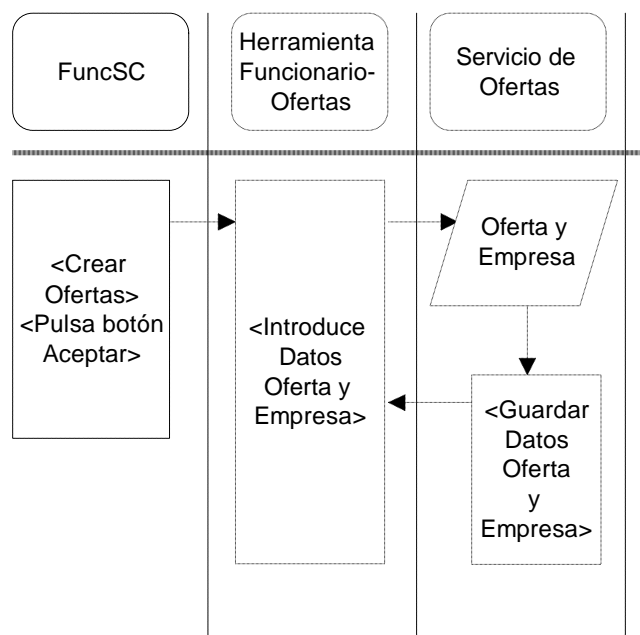 FuncSC
Herramienta
Funcionario-
Ofertas
Servicio de
Ofertas
<Crear
Ofertas>
<Pulsa botón
Aceptar>
<Introduce
Datos
Oferta y
Empresa>
Oferta y
Empresa
<Guardar
Datos
Oferta
y
Empresa>